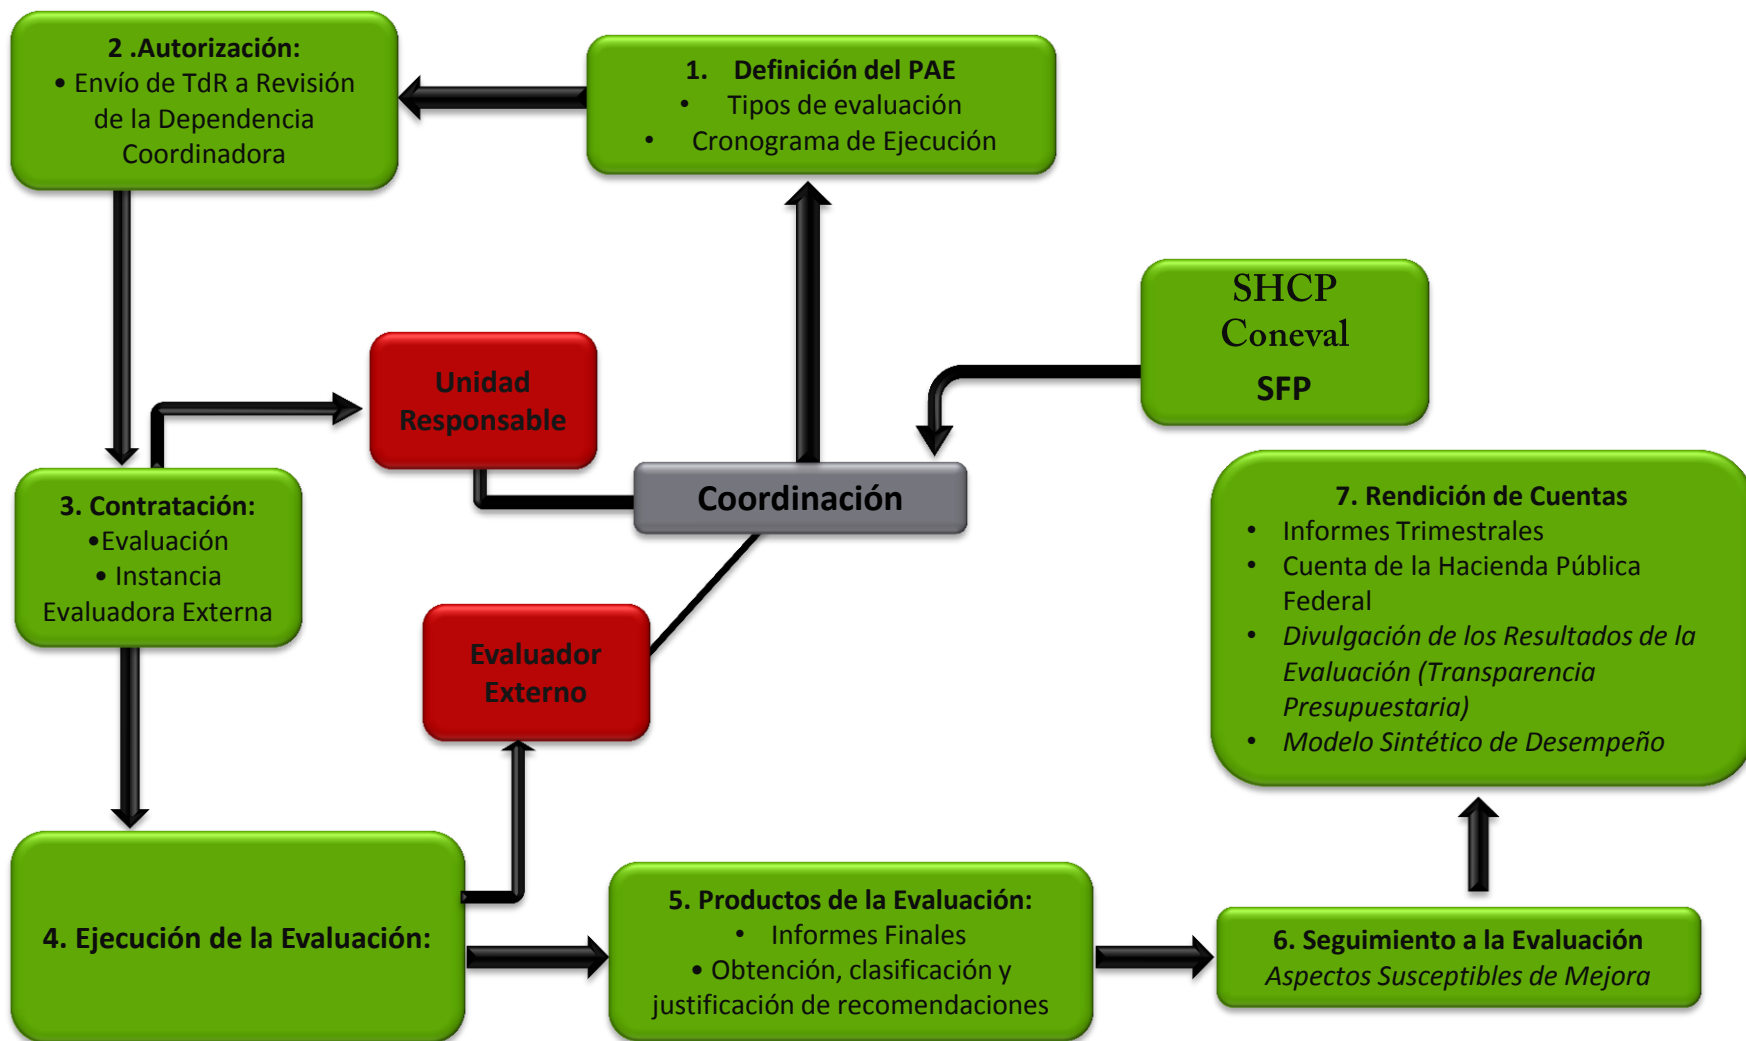 2 .Autorización:
• Envío de TdR a Revisión
de la Dependencia
Coordinadora
1. Definición del PAE
• Tipos de evaluación
• Cronograma de Ejecución
SHCP
Coneval
SFP
Unidad
Responsable
Coordinación
3. Contratación:
•Evaluación
• Instancia
Evaluadora Externa
Evaluador
Externo
7. Rendición de Cuentas
• Informes Trimestrales
• Cuenta de la Hacienda Pública
Federal
• Divulgación de los Resultados de la
Evaluación (Transparencia
Presupuestaria)
• Modelo Sintético de Desempeño
4. Ejecución de la Evaluación:
5. Productos de la Evaluación:
• Informes Finales
• Obtención, clasificación y
justificación de recomendaciones
6. Seguimiento a la Evaluación
Aspectos Susceptibles de Mejora